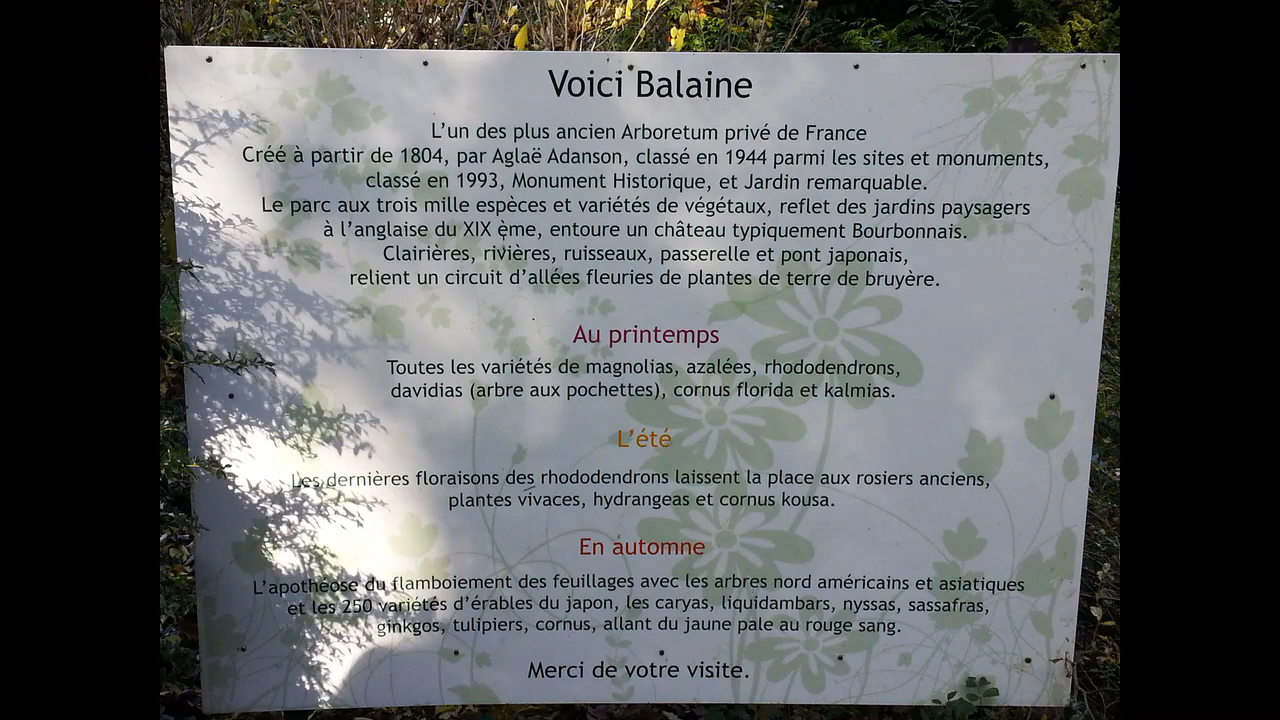 Voici Balaine
L'un des plus ancien Arboretum privé de France
Créé à partir de 1804, par Aglaë Adanson, classé en 1944 parmi les sites et monuments,
classé en 1993, Monument Historique, et Jardin remarquable.
Le parc aux trois mille espèces et variétés de végétaux, reflet des jardins paysagers
à l'anglaise du XIX ème, entoure un château typiquement Bourbonnais.
Clairières, rivières, ruisseaux, passerelle et pont japonais,
relient un circuit d'allées fleuries de plantes de terre de bruyère.
Au printemps
Toutes les variétés de magnolias, azalées, rhododendrons,
davidias (arbre aux pochettes), cornus florida et kalmias.
L'été
Les dernières floraisons des rhododendrons laissent la place aux rosiers anciens,
plantes vivaces, hydrangeas et cornus kousa.
En automne
L'apothéose du flamboiement des feuillages avec les arbres nord américains et asiatiques
et les 250 variétés d'érables du japon, les caryas, liquidambars, nyssas, sassafras,
ginkgos, tulipiers, cornus, allant du jaune pale au rouge sang.
Merci de votre visite.